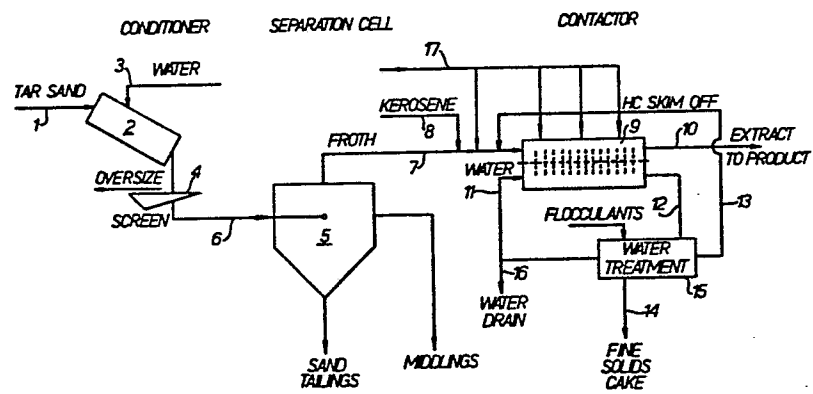 CONDITIONER
SEPARATION CELL
CONTACTOR
3
WATER
17
TAR SAND
1
2
KEROSENE
8
HC SKIM OFF
9
10
EXTRACT
TO PRODUCT
FROTH
7
WATER
11
OVERSIZE
4
SCREEN
6
5
12
13
FLOCCULANTS
WATER
TREATMENT
16
15
WATER
DRAIN
14
SAND
TAILINGS
MIDDLINGS
FINE
SOLIDS
CAKE